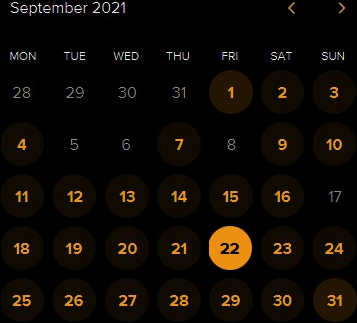 September 2021
MON TUE WED THU FRI SAT SUN
28 29 30 31 1 2 3
4 5 6 7 8 9 10
11 12 13 14 15 16 17
18 19 20 21 22 23 24
25 26 27 28 29 30 31